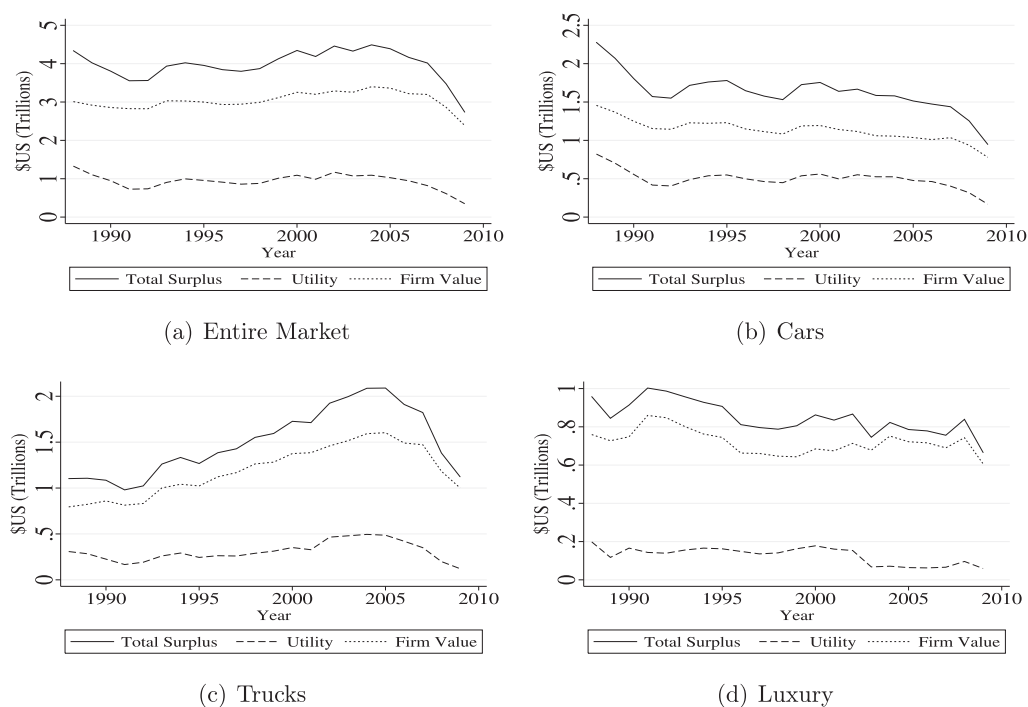 $US (Trillions)
0 1 2 3 4 5
1990 1995 2000 2005 2010
Year
Total Surplus Utility Firm Value
(a) Entire Market
$US (Trillions)
0 .5 1 1.5 2 2.5
1990 1995 2000 2005 2010
Year
Total Surplus Utility Firm Value
(b) Cars
$US (Trillions)
0 .5 1 1.5 2
1990 1995 2000 2005 2010
Year
Total Surplus Utility Firm Value
(c) Trucks
$US (Trillions)
0 .2 .4 .6 .8 1
1990 1995 2000 2005 2010
Year
Total Surplus Utility Firm Value
(d) Luxury